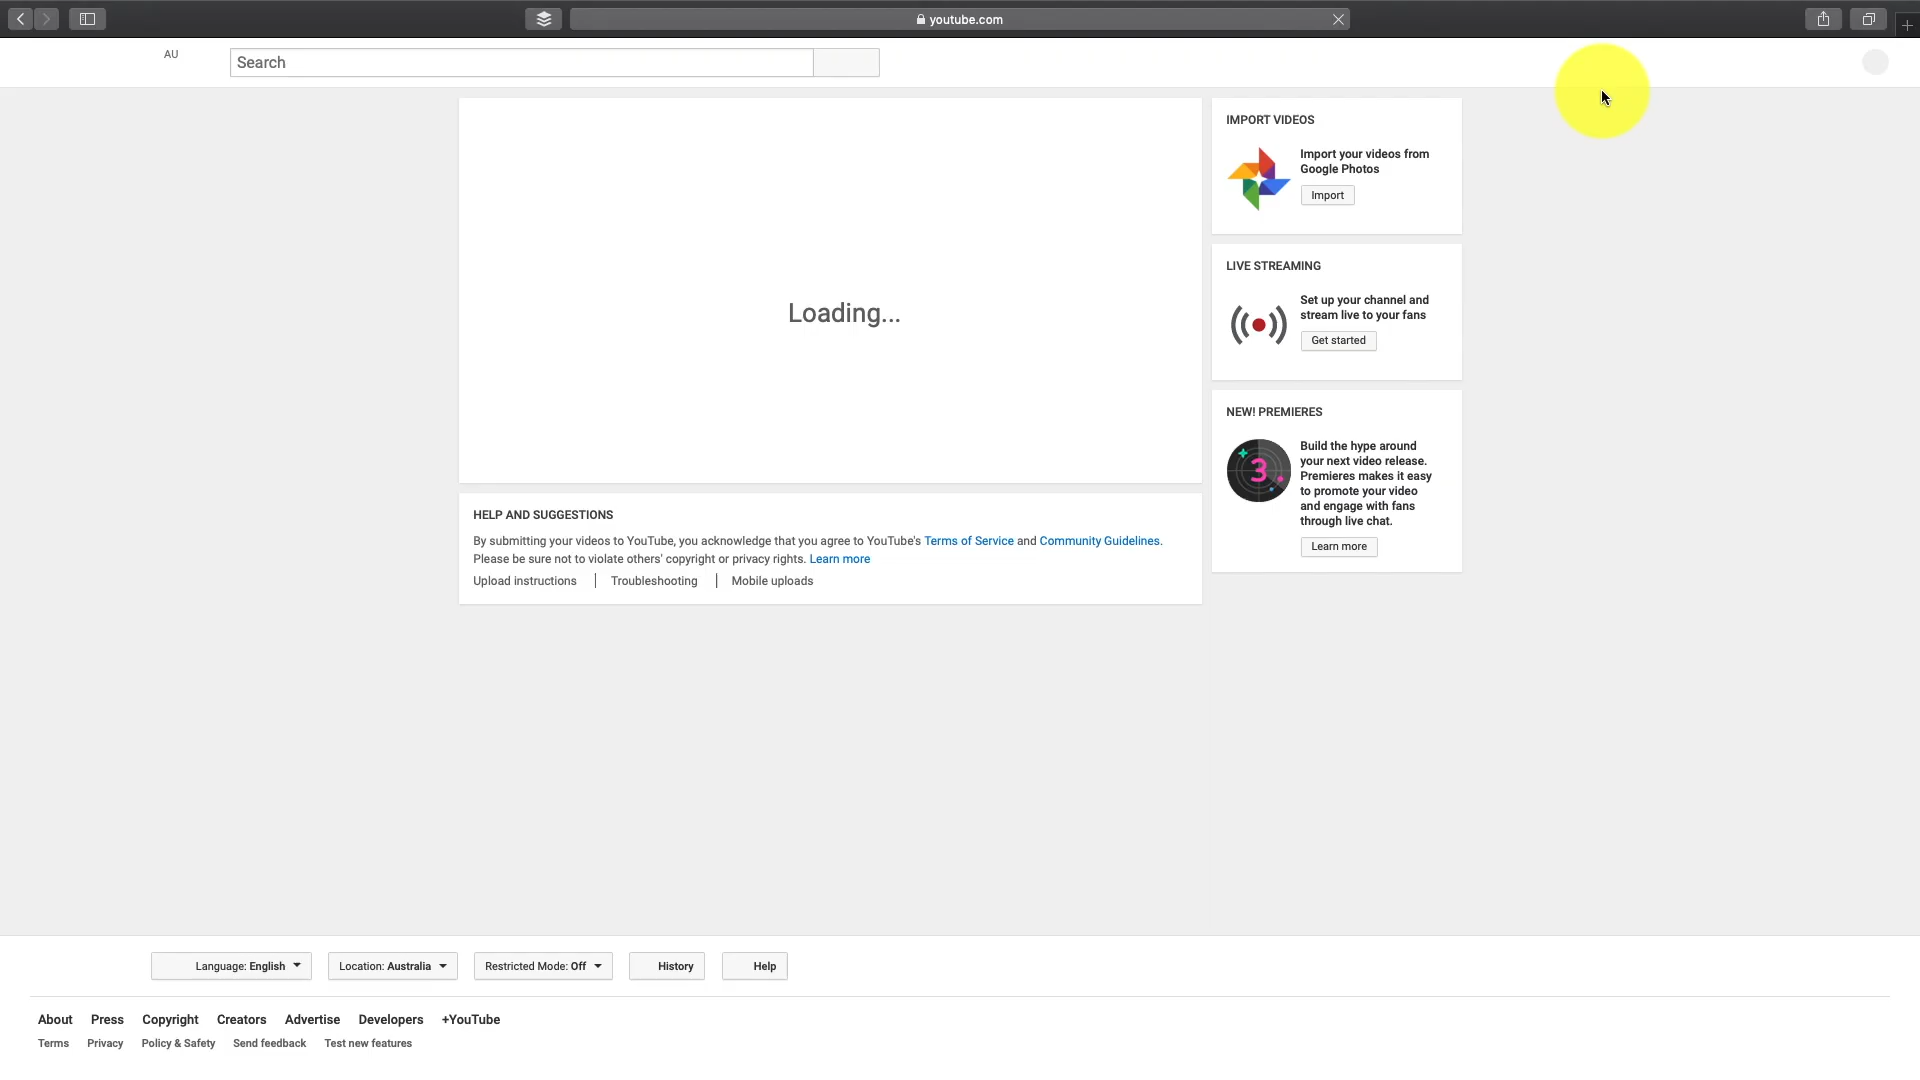 youtube.com
AU
Search
Loading...
IMPORT VIDEOS
Import your videos from
Google Photos
Import
LIVE STREAMING
Set up your channel and
stream live to your fans
Get started
NEW! PREMIERES
3
Build the hype around
your next video release.
Premieres makes it easy
to promote your video
and engage with fans
through live chat.
Learn more
HELP AND SUGGESTIONS
By submitting your videos to YouTube, you acknowledge that you agree to YouTube's Terms of Service and Community Guidelines.
Please be sure not to violate others' copyright or privacy rights. Learn more
Upload instructions | Troubleshooting | Mobile uploads
Language: English Location: Australia Restricted Mode: Off History Help
About Press Copyright Creators Advertise Developers +YouTube
Terms Privacy Policy & Safety Send feedback Test new features